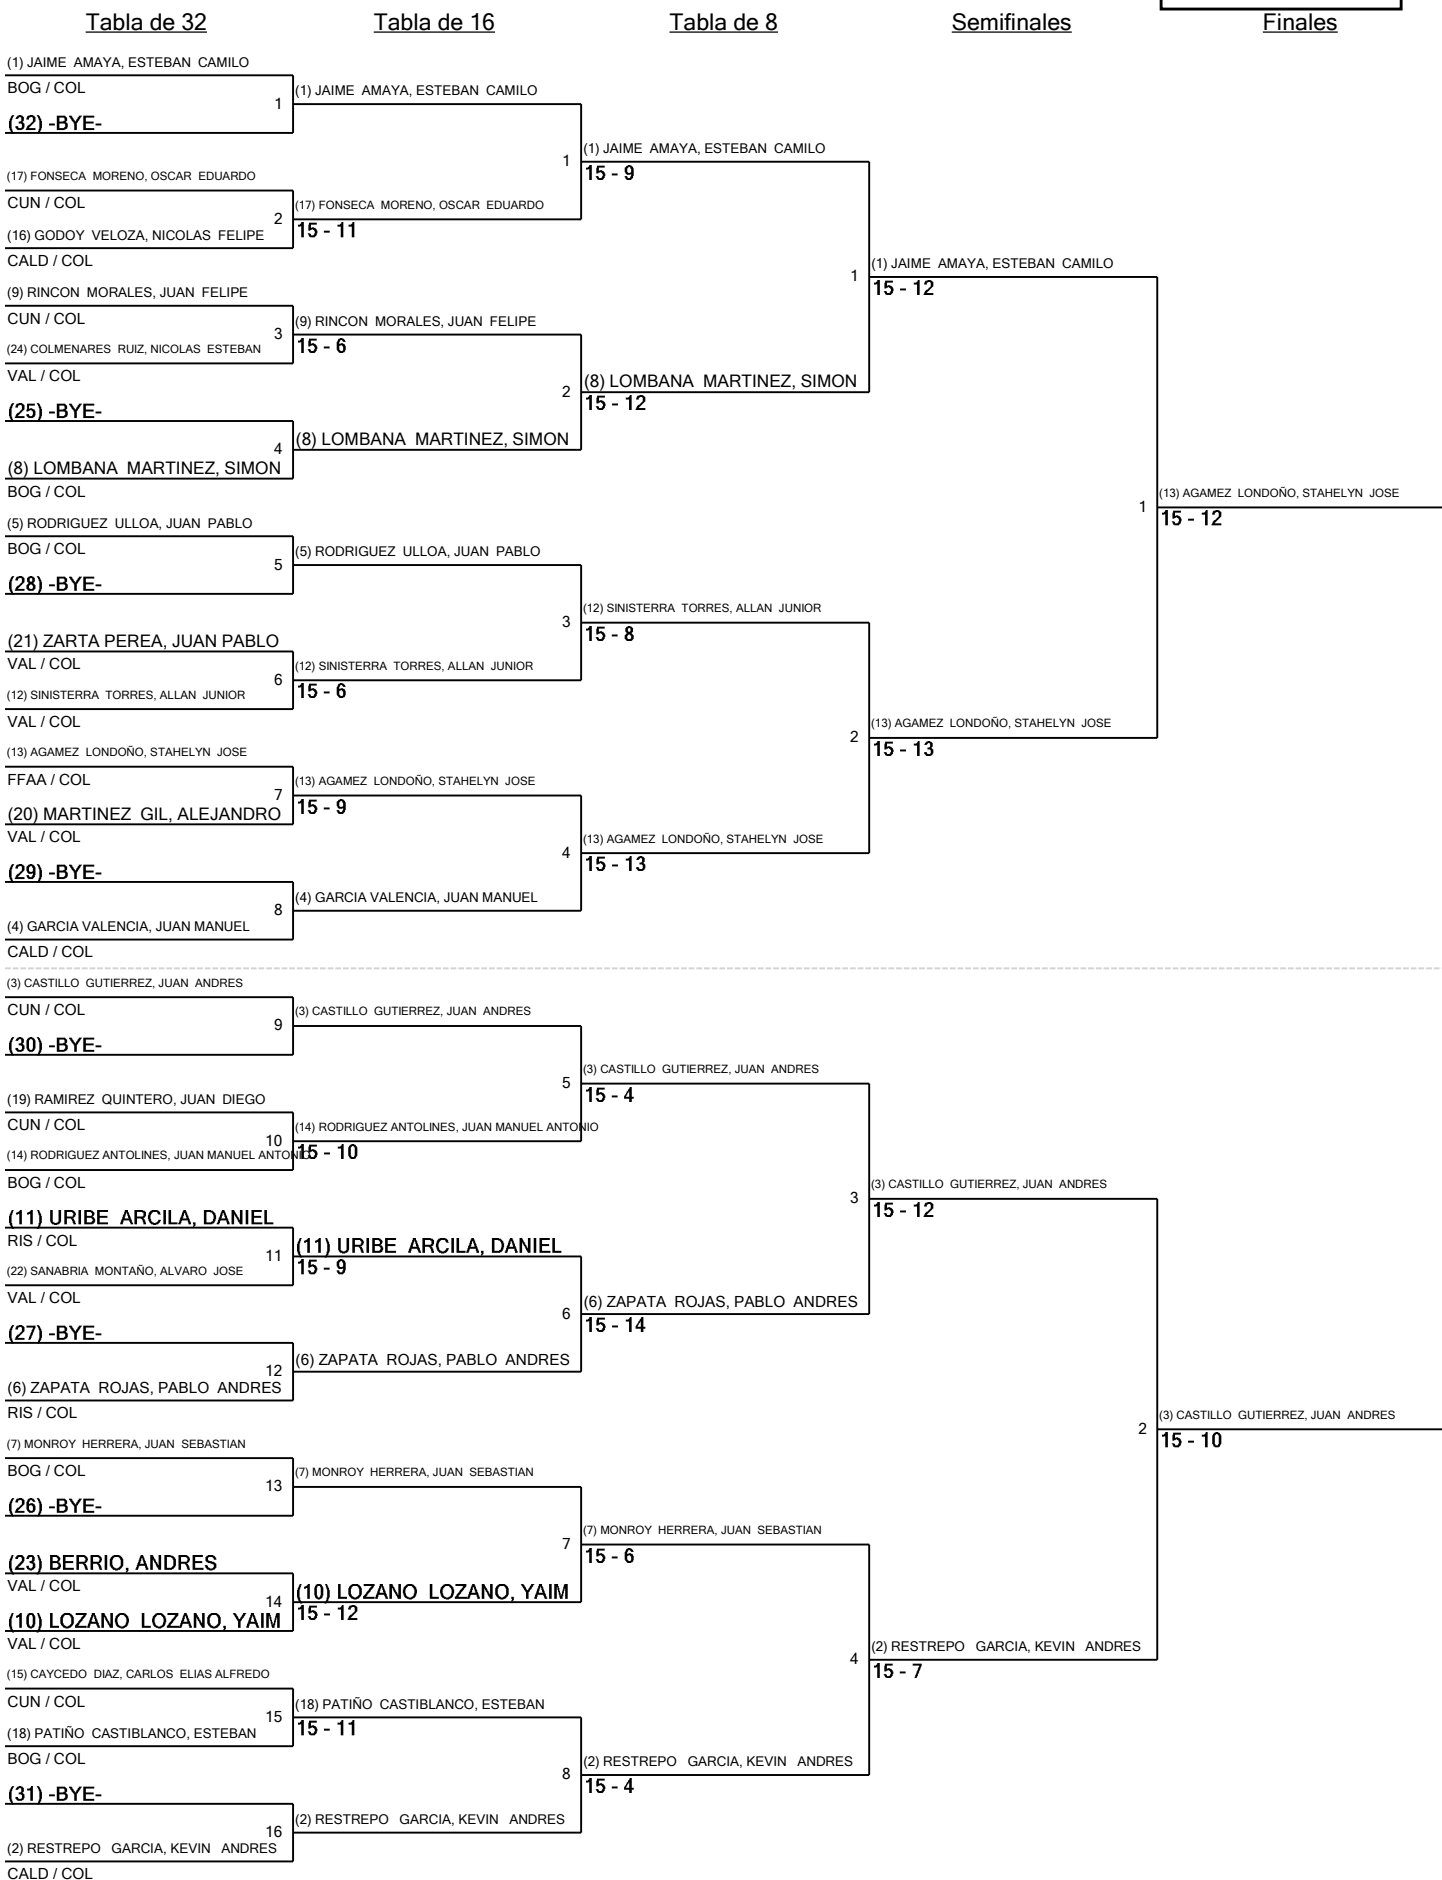 Tabla de 32
Tabla de 16
Tabla de 8
Semifinales
Finales
(1) JAIME AMAYA, ESTEBAN CAMILO
BOG / COL
1
(32) -BYE-
(17) FONSECA MORENO, OSCAR EDUARDO
CUN / COL
2
(16) GODOY VELOZA, NICOLAS FELIPE
CALD / COL
(9) RINCON MORALES, JUAN FELIPE
CUN / COL
3
(24) COLMENARES RUIZ, NICOLAS ESTEBAN
VAL / COL
(25) -BYE-
4
(8) LOMBANA MARTINEZ, SIMON
BOG / COL
(5) RODRIGUEZ ULLOA, JUAN PABLO
BOG / COL
5
(28) -BYE-
(21) ZARTA PEREA, JUAN PABLO
VAL / COL
6
(12) SINISTERRA TORRES, ALLAN JUNIOR
VAL / COL
(13) AGAMEZ LONDOÑO, STAHELYN JOSE
FFAA / COL
7
(20) MARTINEZ GIL, ALEJANDRO
VAL / COL
(29) -BYE-
8
(4) GARCIA VALENCIA, JUAN MANUEL
CALD / COL
(3) CASTILLO GUTIERREZ, JUAN ANDRES
CUN / COL
9
(30) -BYE-
(19) RAMIREZ QUINTERO, JUAN DIEGO
CUN / COL
10
(14) RODRIGUEZ ANTOLINES, JUAN MANUEL ANTONIO
BOG / COL
(11) URIBE ARCILA, DANIEL
RIS / COL
11
(22) SANABRIA MONTAÑO, ALVARO JOSE
VAL / COL
(27) -BYE-
12
(6) ZAPATA ROJAS, PABLO ANDRES
RIS / COL
(7) MONROY HERRERA, JUAN SEBASTIAN
BOG / COL
13
(26) -BYE-
(23) BERRIO, ANDRES
VAL / COL
14
(10) LOZANO LOZANO, YAIM
VAL / COL
(15) CAYCEDO DIAZ, CARLOS ELIAS ALFREDO
CUN / COL
15
(18) PATIÑO CASTIBLANCO, ESTEBAN
BOG / COL
(31) -BYE-
16
(2) RESTREPO GARCIA, KEVIN ANDRES
CALD / COL
(1) JAIME AMAYA, ESTEBAN CAMILO
1
(17) FONSECA MORENO, OSCAR EDUARDO
15 - 11
(9) RINCON MORALES, JUAN FELIPE
15 - 6
2
(8) LOMBANA MARTINEZ, SIMON
(5) RODRIGUEZ ULLOA, JUAN PABLO
3
(12) SINISTERRA TORRES, ALLAN JUNIOR
15 - 6
(13) AGAMEZ LONDOÑO, STAHELYN JOSE
15 - 9
4
(4) GARCIA VALENCIA, JUAN MANUEL
(3) CASTILLO GUTIERREZ, JUAN ANDRES
5
(14) RODRIGUEZ ANTOLINES, JUAN MANUEL ANTONIO
15 - 10
(11) URIBE ARCILA, DANIEL
15 - 9
6
(6) ZAPATA ROJAS, PABLO ANDRES
(7) MONROY HERRERA, JUAN SEBASTIAN
7
(10) LOZANO LOZANO, YAIM
15 - 12
(18) PATIÑO CASTIBLANCO, ESTEBAN
15 - 11
8
(2) RESTREPO GARCIA, KEVIN ANDRES
(1) JAIME AMAYA, ESTEBAN CAMILO
15 - 9
1
(8) LOMBANA MARTINEZ, SIMON
15 - 12
(12) SINISTERRA TORRES, ALLAN JUNIOR
15 - 8
2
(13) AGAMEZ LONDOÑO, STAHELYN JOSE
15 - 13
(3) CASTILLO GUTIERREZ, JUAN ANDRES
15 - 4
3
(6) ZAPATA ROJAS, PABLO ANDRES
15 - 14
(7) MONROY HERRERA, JUAN SEBASTIAN
15 - 6
4
(2) RESTREPO GARCIA, KEVIN ANDRES
15 - 4
(1) JAIME AMAYA, ESTEBAN CAMILO
15 - 12
1
(13) AGAMEZ LONDOÑO, STAHELYN JOSE
15 - 13
(3) CASTILLO GUTIERREZ, JUAN ANDRES
15 - 12
2
(2) RESTREPO GARCIA, KEVIN ANDRES
15 - 7
(13) AGAMEZ LONDOÑO, STAHELYN JOSE
15 - 12
(3) CASTILLO GUTIERREZ, JUAN ANDRES
15 - 10